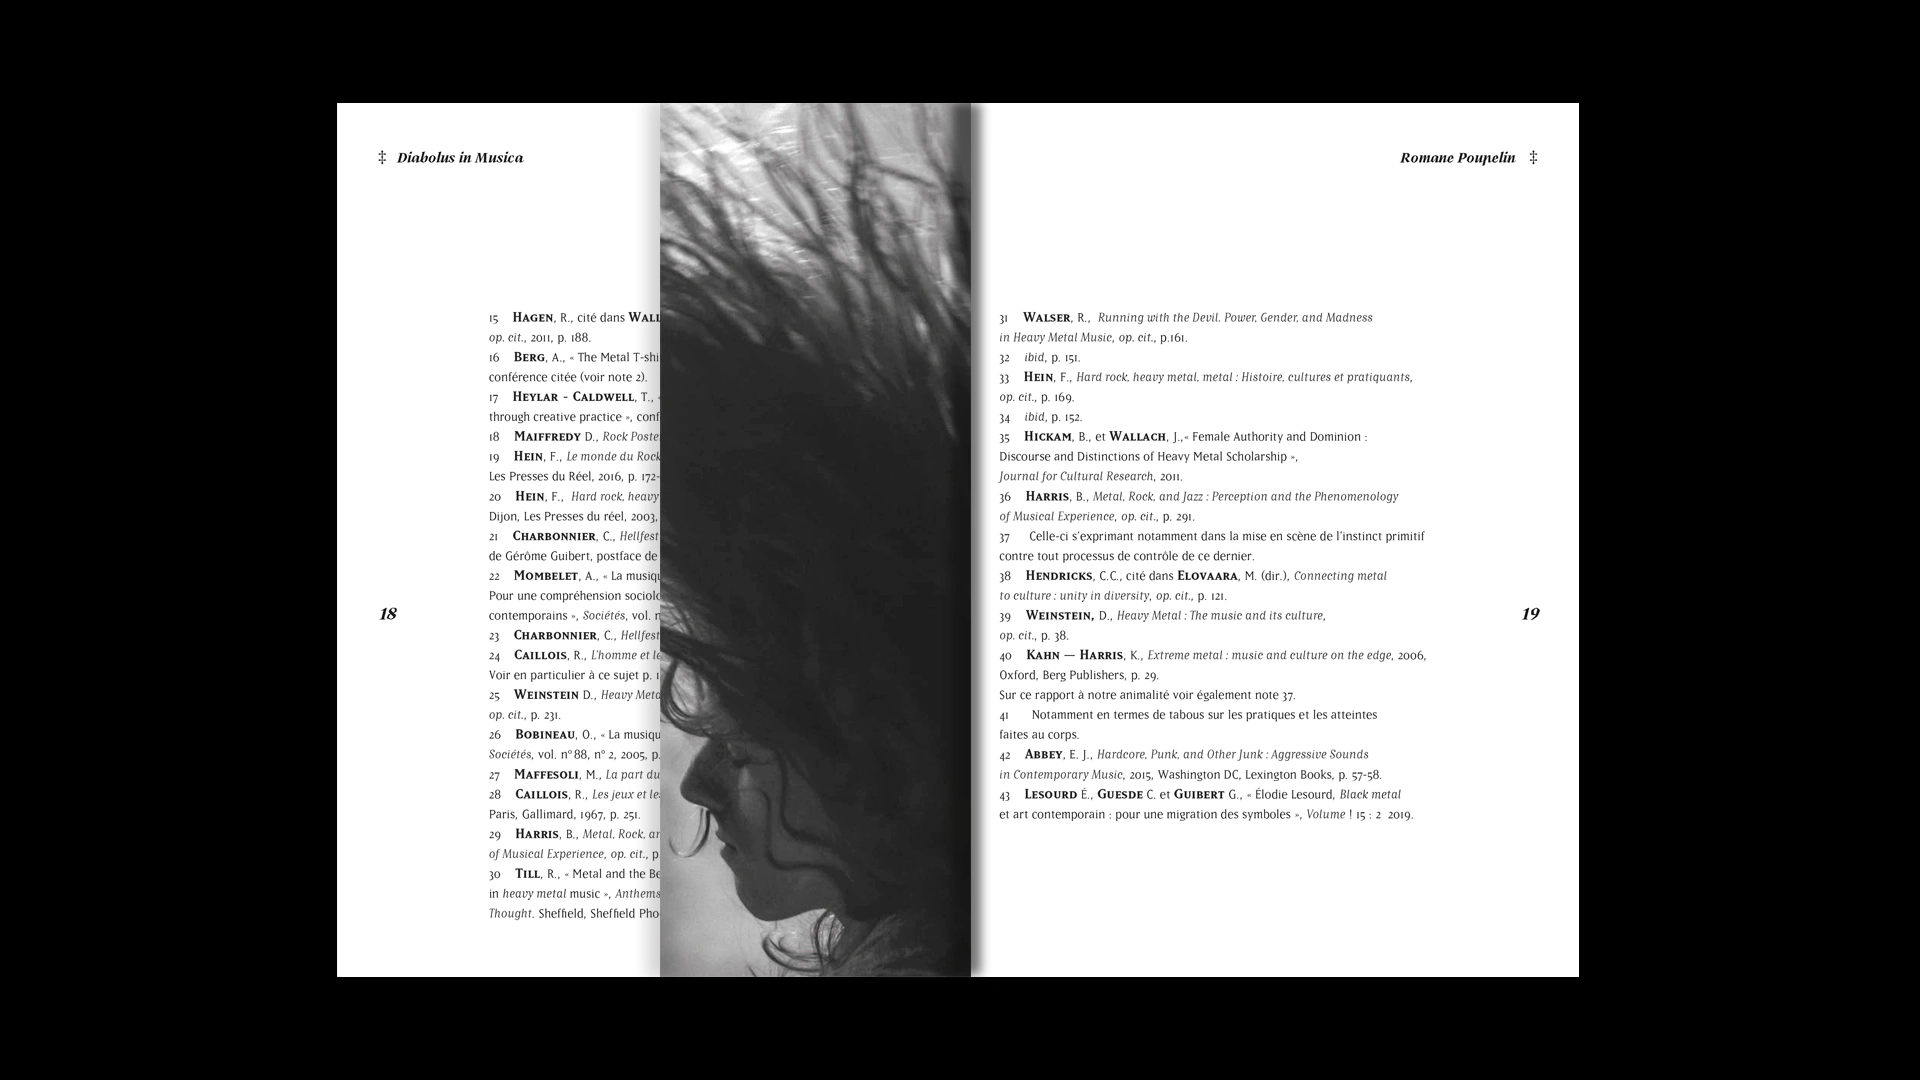 ‡ Diabolus in Musica
15 HAGEN, R., cité dans WALL
op. cit., 2011, p. 188.
16 BERG, A., « The Metal T-shi
conférence citée (voir note 2).
17 HEYLAR - CALDWELL, T., «
through creative practice », conf
18 MAIFFREDY D., Rock Poste
19 HEIN, F., Le monde du Rock
Les Presses du Réel, 2016, p. 172-
20 HEIN, F., Hard rock, heavy
Dijon, Les Presses du réel, 2003,
21 CHARBONNIER, C., Hellfest
de Gérôme Guibert, postface de
22 MOMBELET, A., « La musiqu
Pour une compréhension sociolo
contemporains », Sociétés, vol. n
23 CHARBONNIER, C., Hellfest
24 CAILLOIS, R., L'homme et le
Voir en particulier à ce sujet p. 1
25 WEINSTEIN D., Heavy Meta
op. cit., p. 231.
26 BOBINEAU, O., « La musiqu
Sociétés, vol. n° 88, n° 2, 2005, p.
27 MAFFESOLI, M., La part du
28 CAILLOIS, R., Les jeux et les
Paris, Gallimard, 1967, p. 251.
29 HARRIS, B., Metal, Rock, an
of Musical Experience, op. cit., p
30 TILL, R., « Metal and the Be
in heavy metal music », Anthems
Thought. Sheffield, Sheffield Pho
18
Romane Poupelin ‡
31 WALSER, R., Running with the Devil. Power, Gender, and Madness
in Heavy Metal Music, op. cit., p.161.
32 ibid, p. 151.
33 HEIN, F., Hard rock, heavy metal, metal : Histoire, cultures et pratiquants,
op. cit., p. 169.
34 ibid, p. 152.
35 HICKAM, B., et WALLACH, J.,« Female Authority and Dominion :
Discourse and Distinctions of Heavy Metal Scholarship »,
Journal for Cultural Research, 2011.
36 HARRIS, B., Metal, Rock, and Jazz : Perception and the Phenomenology
of Musical Experience, op. cit., p. 291.
37 Celle-ci s'exprimant notamment dans la mise en scène de l'instinct primitif
contre tout processus de contrôle de ce dernier.
38 HENDRICKS, C.C., cité dans ELOVAARA, M. (dir.), Connecting metal
to culture : unity in diversity, op. cit., p. 121.
39 WEINSTEIN, D., Heavy Metal : The music and its culture,
op. cit., p. 38.
40 KAHN — HARRIS, K., Extreme metal : music and culture on the edge, 2006,
Oxford, Berg Publishers, p. 29.
Sur ce rapport à notre animalité voir également note 37.
41 Notamment en termes de tabous sur les pratiques et les atteintes
faites au corps.
42 ABBEY, E. J., Hardcore, Punk, and Other Junk : Aggressive Sounds
in Contemporary Music, 2015, Washington DC, Lexington Books, p. 57-58.
43 LESOURD É., GUESDE C. et GUIBERT G., « Élodie Lesourd, Black metal
et art contemporain : pour une migration des symboles », Volume ! 15 : 2 2019.
19